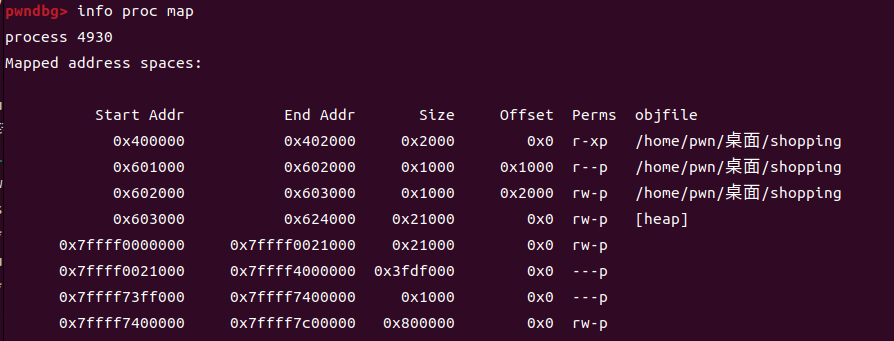 pwndbg> info proc map
process 4930
Mapped address spaces:
Start Addr End Addr Size Offset Perms objfile
0x400000 0x402000 0x2000 0x0 r-xp /home/pwn/桌面/shopping
0x601000 0x602000 0x1000 0x1000 r--p /home/pwn/桌面/shopping
0x602000 0x603000 0x1000 0x2000 rw-p /home/pwn/桌面/shopping
0x603000 0x624000 0x21000 0x0 rw-p [heap]
0x7ffff0000000 0x7ffff0021000 0x21000 0x0 rw-p
0x7ffff0021000 0x7ffff4000000 0x3fdf000 0x0 ---p
0x7ffff73ff000 0x7ffff7400000 0x1000 0x0 ---p
0x7ffff7400000 0x7ffff7c00000 0x800000 0x0 rw-p